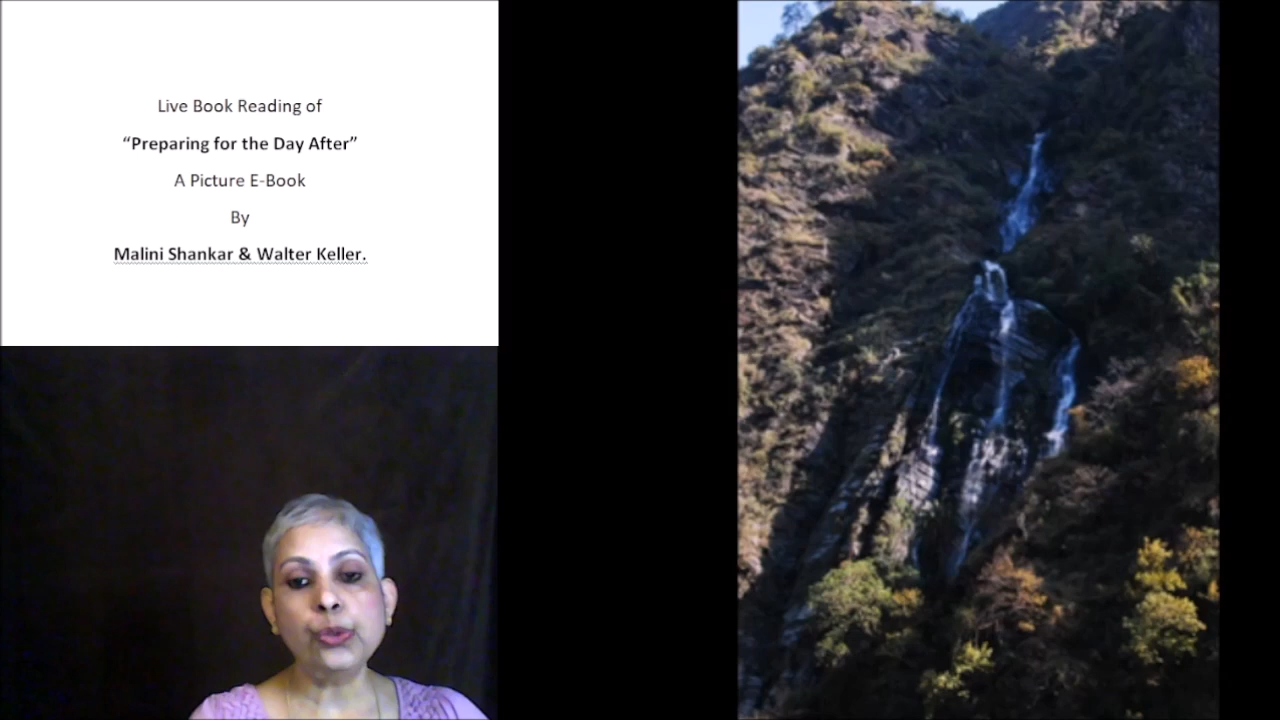 Live Book Reading of
“Preparing for the Day After”
A Picture E-Book
By
Malini Shankar & Walter Keller.